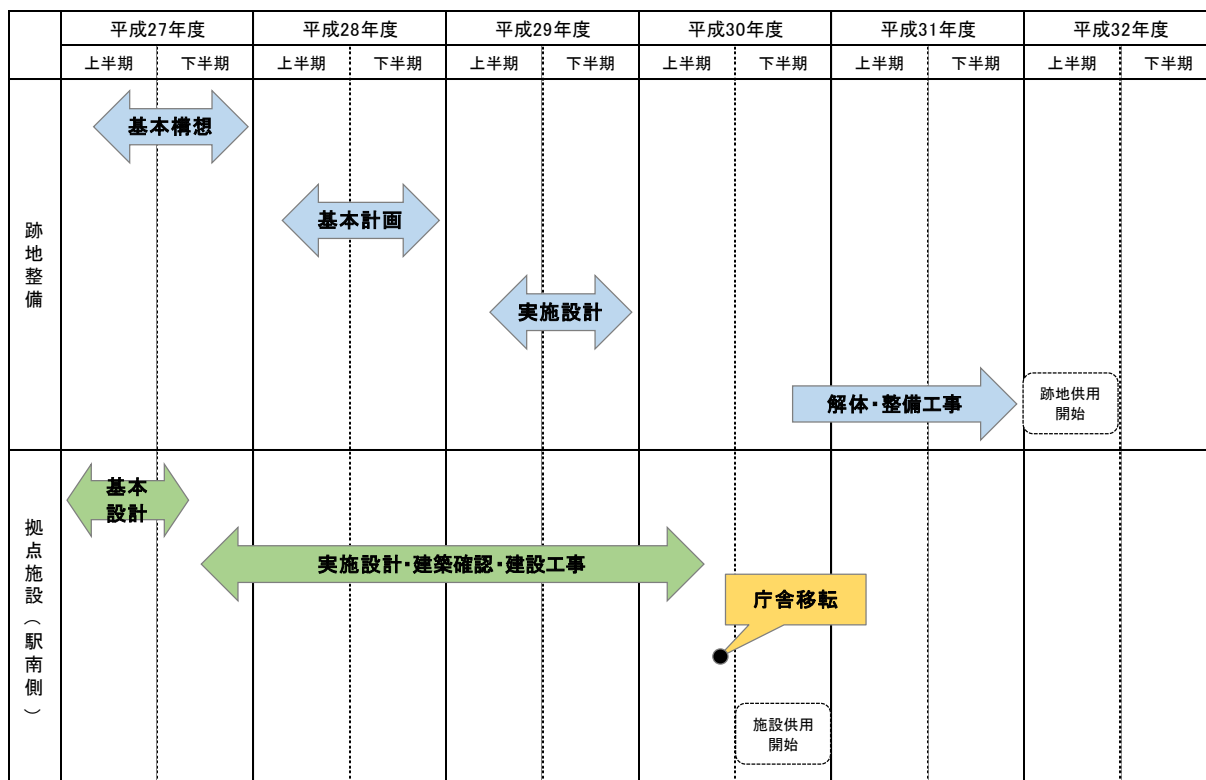 平成27年度 平成28年度 平成29年度 平成30年度 平成31年度 平成32年度
上半期 下半期 上半期 下半期 上半期 下半期 上半期 下半期 上半期 下半期 上半期 下半期
跡地整備
基本構想
基本計画
実施設計
解体・整備工事
跡地供用
開始
拠点施設(駅南側)
基本
設計
実施設計・建築確認・建設工事
庁舎移転
施設供用
開始